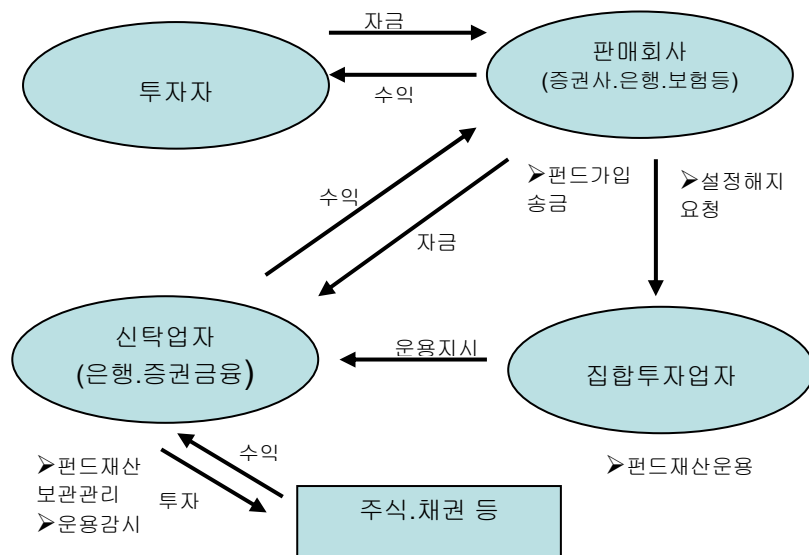 자금
판매회사
(증권사.은행.보험등)
투자자
수익
➢펀드가입
송금
➢설정해지
요청
수익
자금
신탁업자
(은행.증권금융)
운용지시
집합투자업자
➢펀드재산
보관관리
➢운용감시
수익
투자
➢펀드재산운용
주식.채권 등